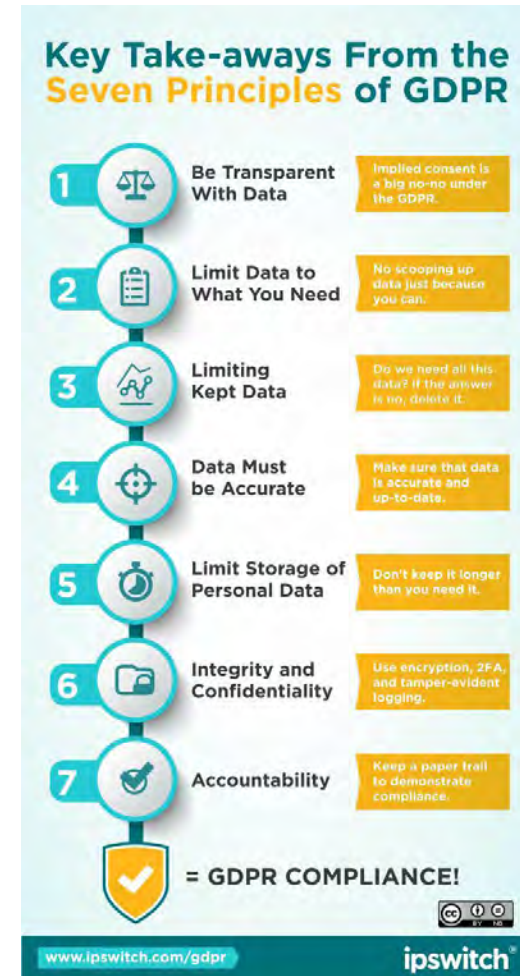 Key Take-aways From the
Seven Principles of GDPR
1
Be Transparent
With Data
Implied consent is
a big no-no under
the GDPR.
2
Limit Data to
What You Need
No scooping up
data just because
you can.
3
Limiting
Kept Data
Do we need all this
data? If the answer
is no, delete it.
4
Data Must
be Accurate
Make sure that data
is accurate and
up-to-date.
5
Limit Storage of
Personal Data
Don't keep it longer
than you need it.
6
Integrity and
Confidentiality
Use encryption, 2FA,
and tamper-evident
logging.
7
Accountability
Keep a paper trail
to demonstrate
compliance.
= GDPR COMPLIANCE!
cc
BY
www.ipswitch.com/gdpr
ipswitch®